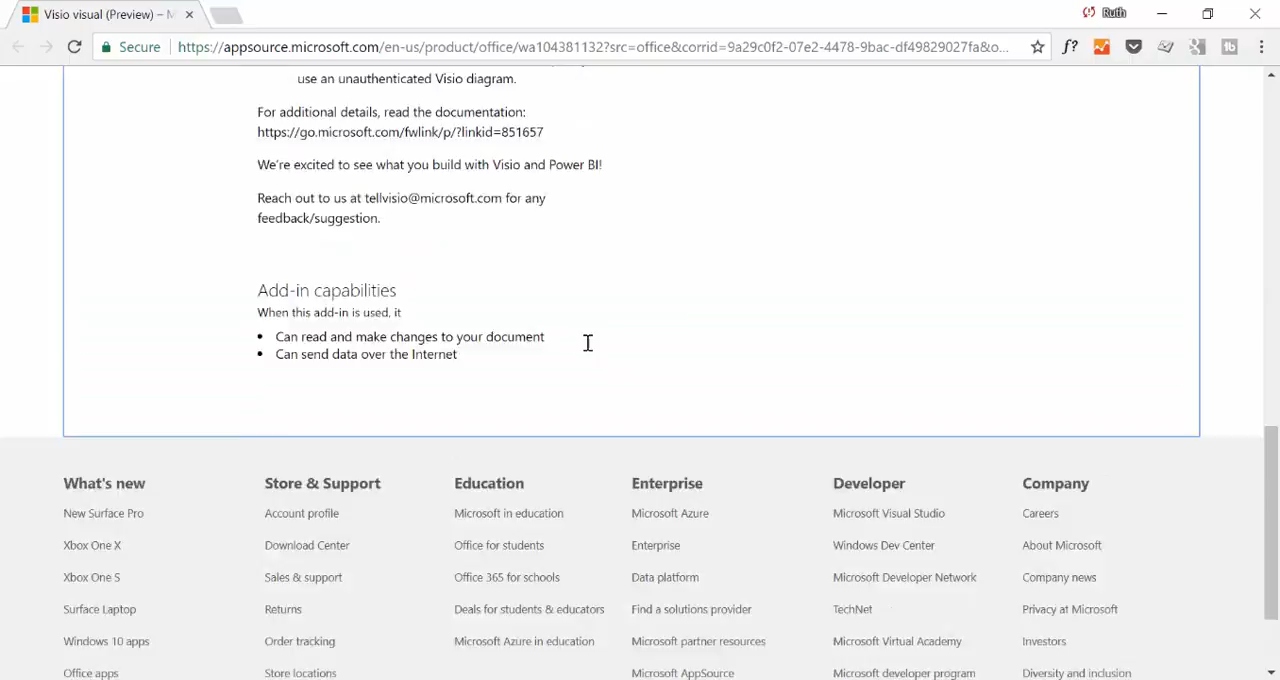 Visio visual (Preview) –
Ruth
Secure
https://appsource.microsoft.com/en-us/product/office/wa104381132?src=office&corrid=9a29c0f2-07e2-4478-9bac-df49829027fa&o...
f?
1b
use an unauthenticated Visio diagram.
For additional details, read the documentation:
https://go.microsoft.com/fwlink/p/?linkid=851657
We're excited to see what you build with Visio and Power BI!
Reach out to us at tellvisio@microsoft.com for any
feedback/suggestion.
Add-in capabilities
When this add-in is used, it
• Can read and make changes to your document
• Can send data over the Internet
What's new Store & Support Education Enterprise Developer Company
New Surface Pro Account profile Microsoft in education Microsoft Azure Microsoft Visual Studio Careers
Xbox One X Download Center Office for students Enterprise Windows Dev Center About Microsoft
Xbox One S Sales & support Office 365 for schools Data platform Microsoft Developer Network Company news
Surface Laptop Returns Deals for students & educators Find a solutions provider TechNet Privacy at Microsoft
Windows 10 apps Order tracking Microsoft Azure in education Microsoft partner resources Microsoft Virtual Academy Investors
Office apps Store locations Microsoft AppSource Microsoft developer program Diversity and inclusion